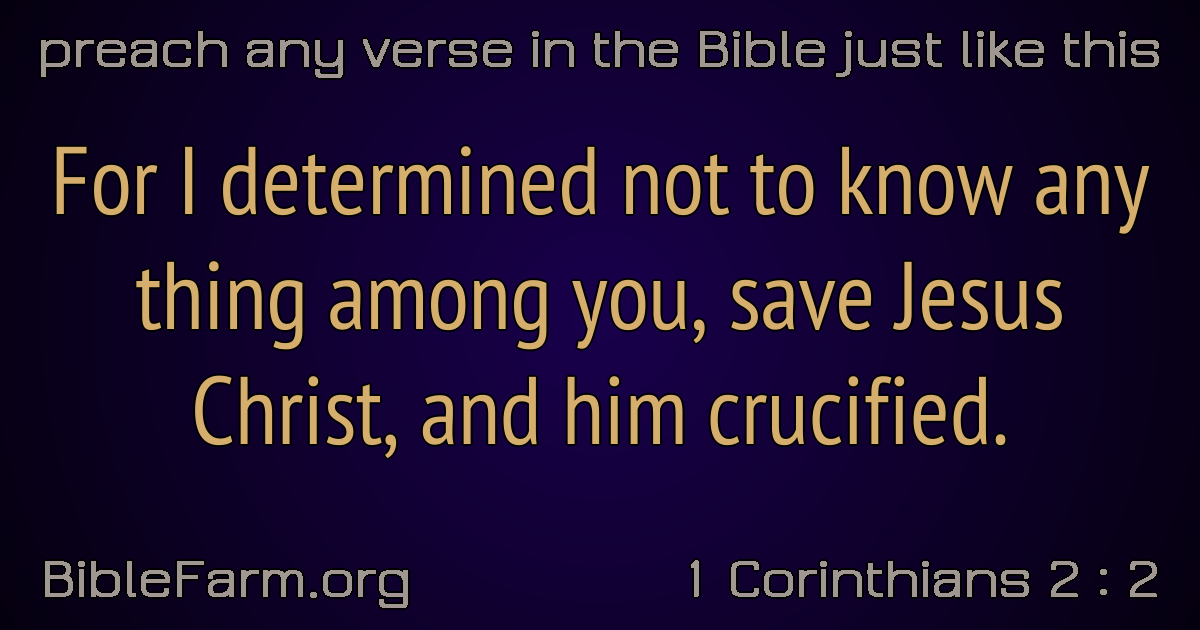 preach any verse in the Bible just like this
For I determined not to know any
thing among you, save Jesus
Christ, and him crucified.
BibleFarm.org
1 Corinthians 2 : 2